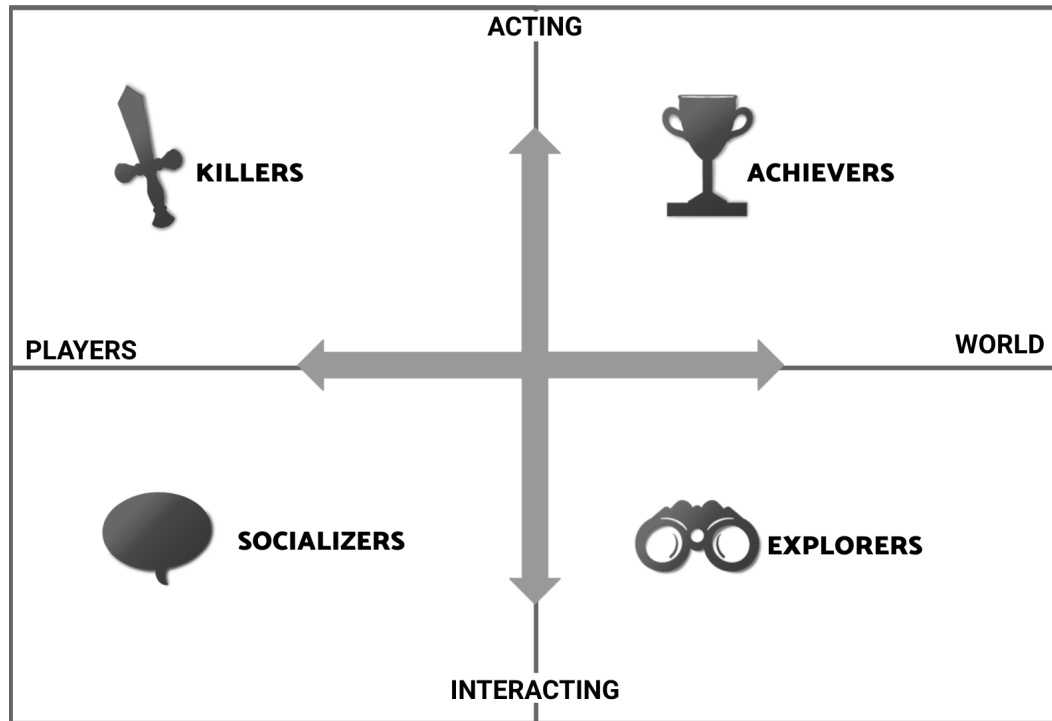 ACTING
KILLERS
ACHIEVERS
PLAYERS
WORLD
SOCIALIZERS
EXPLORERS
INTERACTING